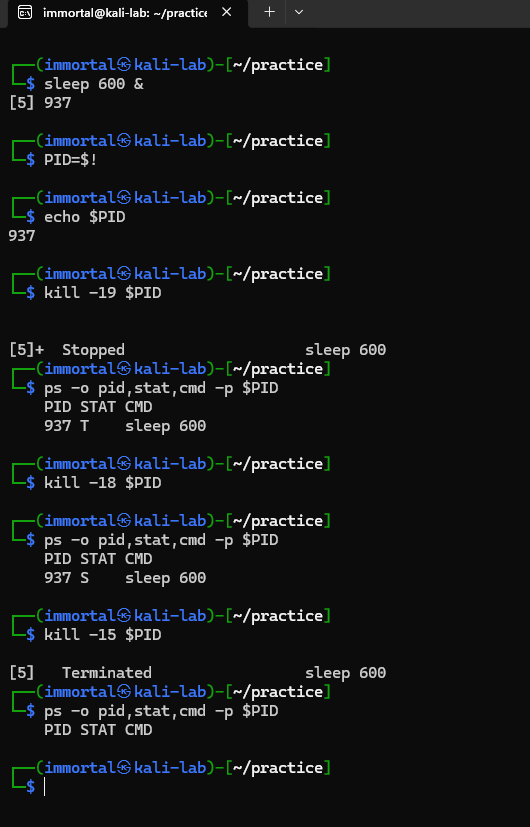 immortal@kali-lab: ~/practice
┌──(immortal㉿kali-lab)-[~/practice]
└─$ sleep 600 &
[5] 937
┌──(immortal㉿kali-lab)-[~/practice]
└─$ PID=$!
┌──(immortal㉿kali-lab)-[~/practice]
└─$ echo $PID
937
┌──(immortal㉿kali-lab)-[~/practice]
└─$ kill -19 $PID
[5]+  Stopped                    sleep 600
┌──(immortal㉿kali-lab)-[~/practice]
└─$ ps -o pid,stat,cmd -p $PID
    PID STAT CMD
    937 T    sleep 600
┌──(immortal㉿kali-lab)-[~/practice]
└─$ kill -18 $PID
┌──(immortal㉿kali-lab)-[~/practice]
└─$ ps -o pid,stat,cmd -p $PID
    PID STAT CMD
    937 S    sleep 600
┌──(immortal㉿kali-lab)-[~/practice]
└─$ kill -15 $PID
[5]   Terminated                 sleep 600
┌──(immortal㉿kali-lab)-[~/practice]
└─$ ps -o pid,stat,cmd -p $PID
    PID STAT CMD
┌──(immortal㉿kali-lab)-[~/practice]
└─$